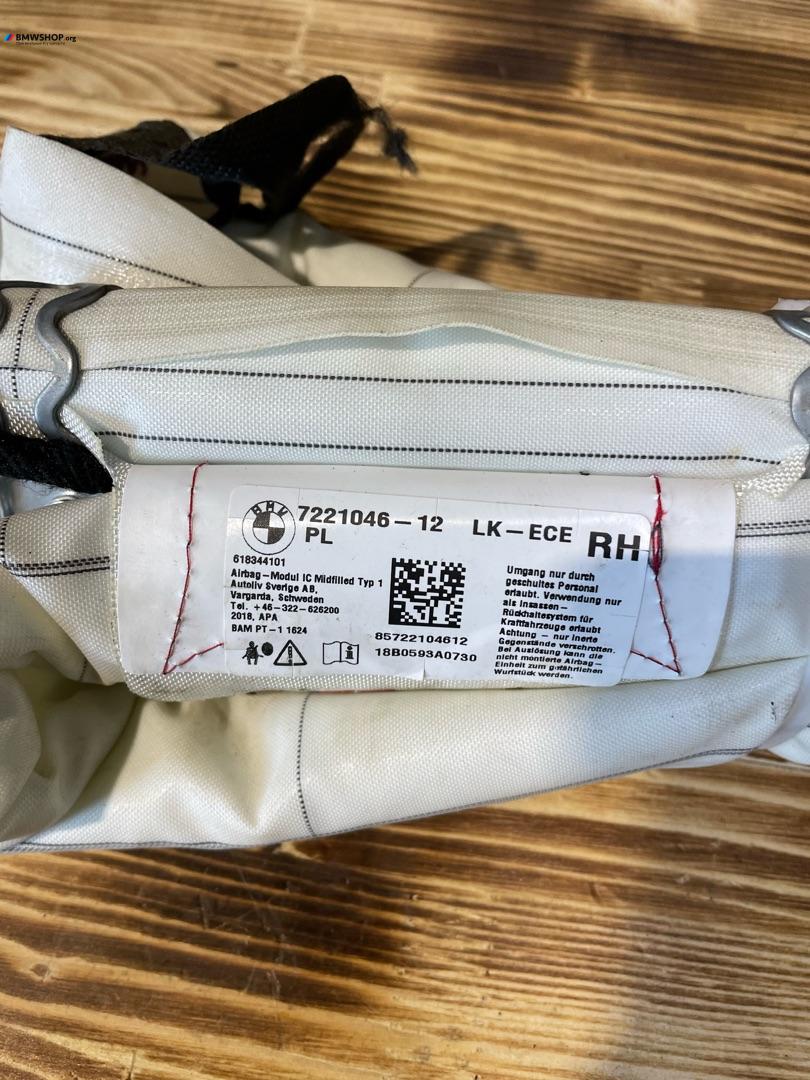 BMWSHOP.org
BMW
7221046-12 LK-ECE
PL
RH
618344101
Airbag-Modul IC Midfilled Typ 1
Autoliv Sverige AB,
Vargarda, Schweden
Tel. +46-322-626200
2018, APA
BAM PT-1 1624
85722104612
18B0593A0730
Umgang nur durch
geschultes Personal
erlaubt. Verwendung nur
als Insassen-
Rückhaltesystem für
Kraftfahrzeuge erlaubt
Achtung - nur inerte
Gegenstände verschrotten.
Bei Auslösung kann die
nicht montierte Airbag-
Einheit zum gefährlichen
Wurfstück werden.